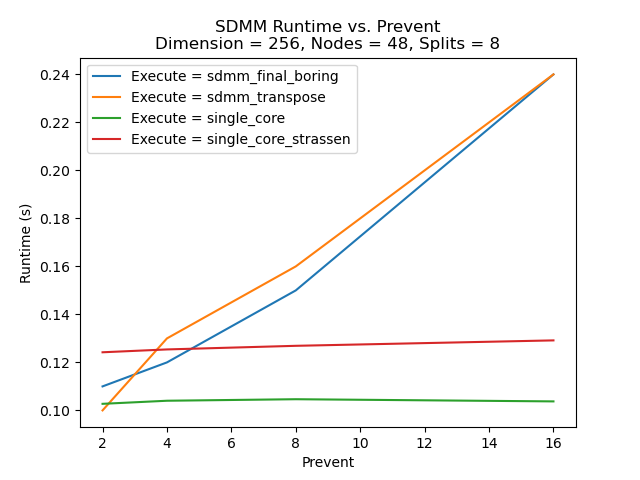 SDMM Runtime vs. Prevent
Dimension = 256, Nodes = 48, Splits = 8
Execute = sdmm_final_boring
Execute = sdmm_transpose
Execute = single_core
Execute = single_core_strassen
Runtime (s)
0.24
0.22
0.20
0.18
0.16
0.14
0.12
0.10
2 4 6 8 10 12 14 16
Prevent